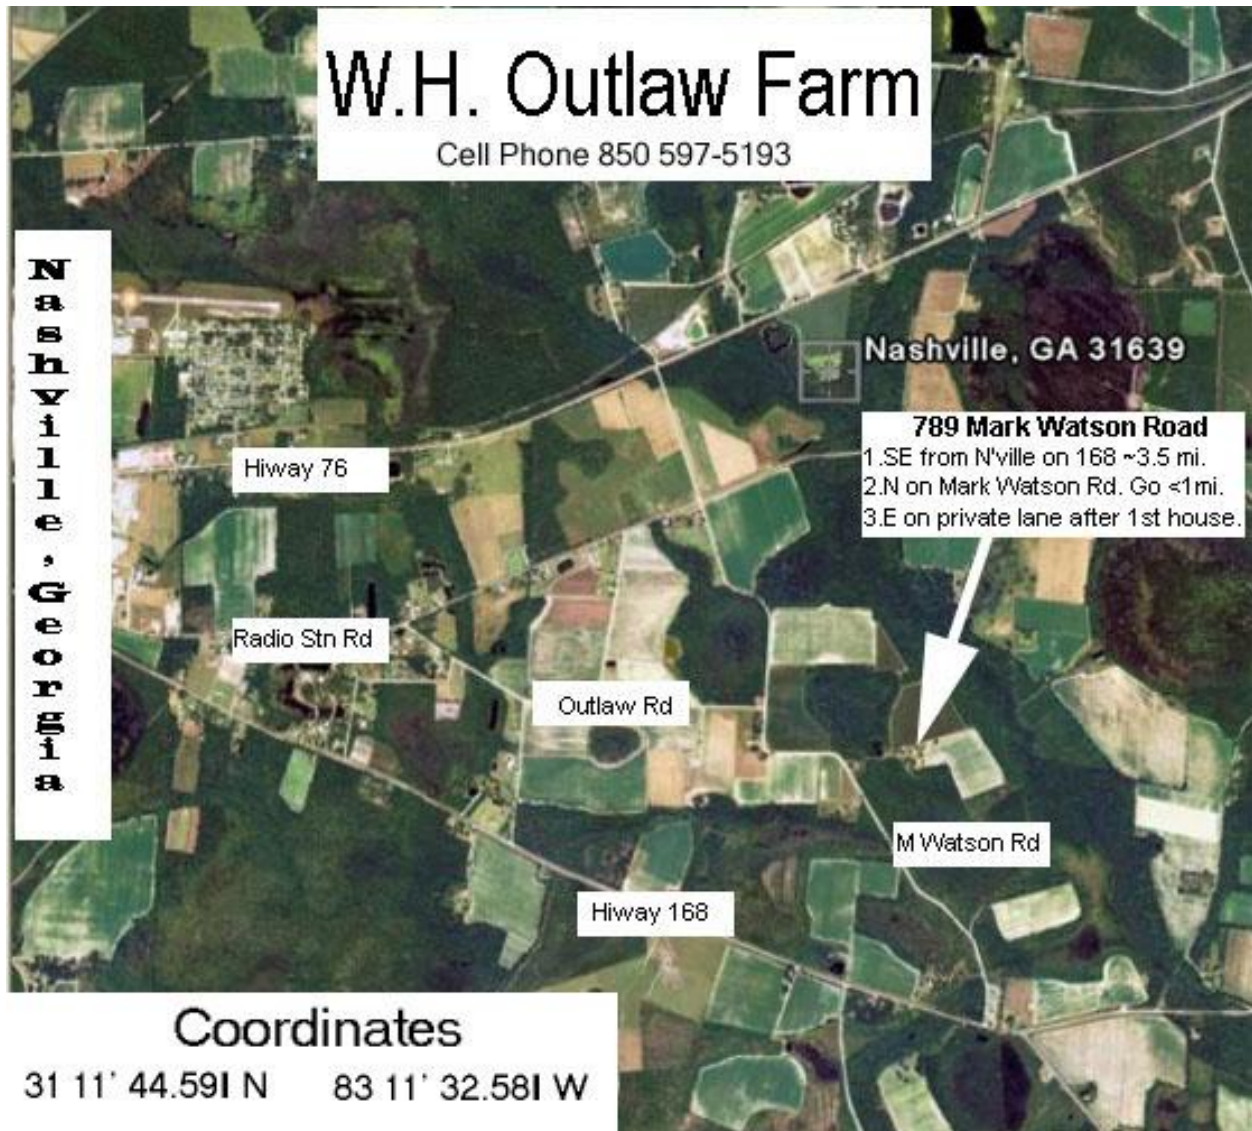 W.H. Outlaw Farm
Cell Phone 850 597-5193
Nashville, Georgia
Nashville, GA 31639
789 Mark Watson Road
1.SE from N'ville on 168 ~3.5 mi.
2.N on Mark Watson Rd. Go <1mi.
3.E on private lane after 1st house.
Hiway 76
Radio Stn Rd
Outlaw Rd
M Watson Rd
Hiway 168
Coordinates
31 11' 44.59I N 83 11' 32.58I W